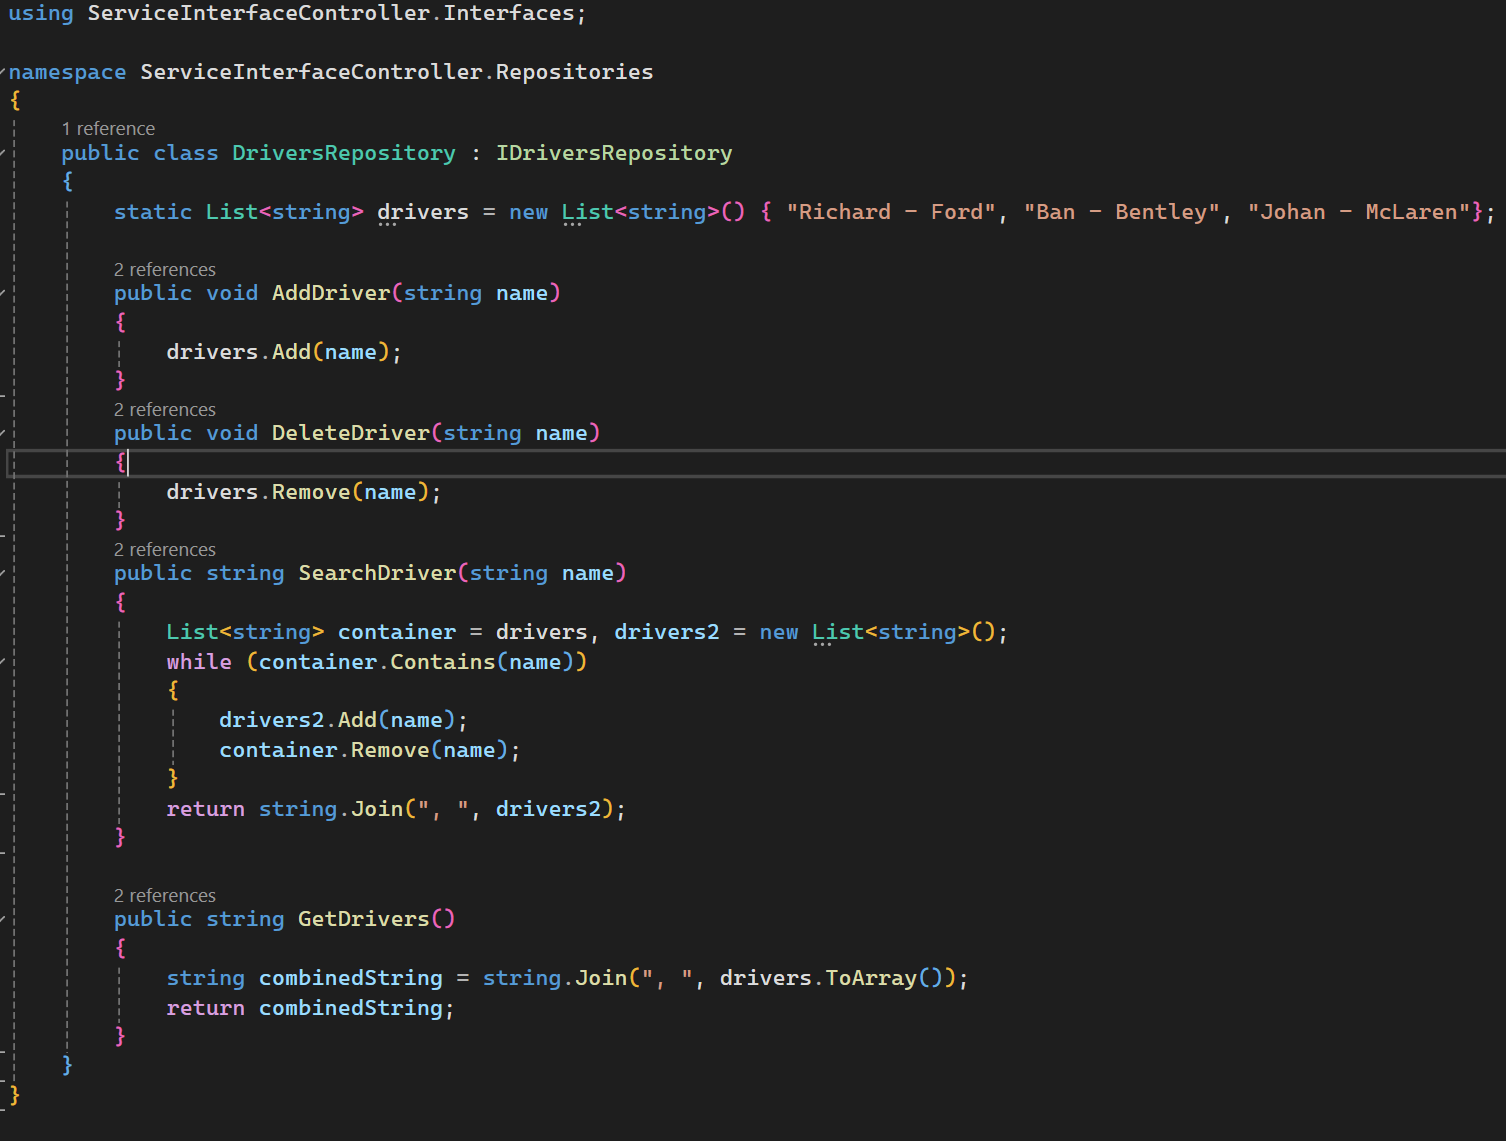 using ServiceInterfaceController.Interfaces;
namespace ServiceInterfaceController.Repositories
{
1 reference
public class DriversRepository : IDriversRepository
{
static List<string> drivers = new List<string>() { "Richard - Ford", "Ban - Bentley", "Johan - McLaren"};
2 references
public void AddDriver(string name)
{
drivers.Add(name);
}
2 references
public void DeleteDriver(string name)
{
drivers.Remove(name);
}
2 references
public string SearchDriver(string name)
{
List<string> container = drivers, drivers2 = new List<string>();
while (container.Contains(name))
{
drivers2.Add(name);
container.Remove(name);
}
return string.Join(", ", drivers2);
}
2 references
public string GetDrivers()
{
string combinedString = string.Join(", ", drivers.ToArray());
return combinedString;
}
}
}